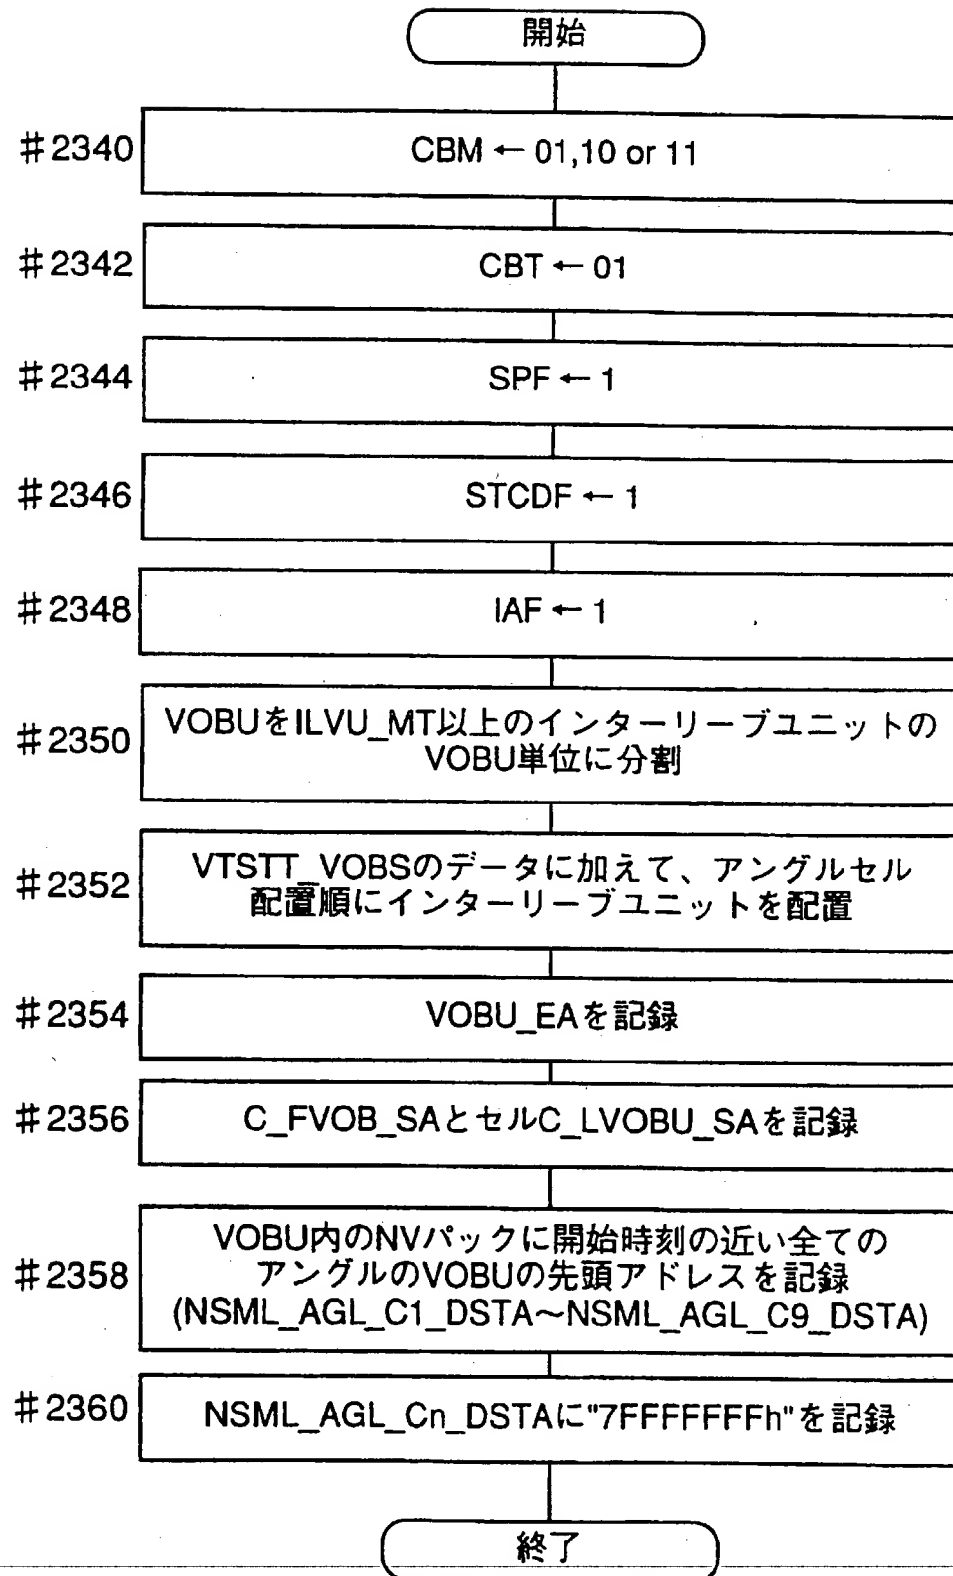 開始
#2340
CBM ← 01,10 or 11
#2342
CBT ← 01
#2344
SPF ← 1
#2346
STCDF ← 1
#2348
IAF ← 1
#2350
VOBUをILVU_MT以上のインターリーブユニットの
VOBU単位に分割
#2352
VTSTT_VOBSのデータに加えて、アングルセル
配置順にインターリーブユニットを配置
#2354
VOBU_EAを記録
#2356
C_FVOB_SAとセルC_LVOBU_SAを記録
#2358
VOBU内のNVパックに開始時刻の近い全ての
アングルのVOBUの先頭アドレスを記録
(NSML_AGL_C1_DSTA～NSML_AGL_C9_DSTA)
#2360
NSML_AGL_Cn_DSTAに"7FFFFFFFh"を記録
終了